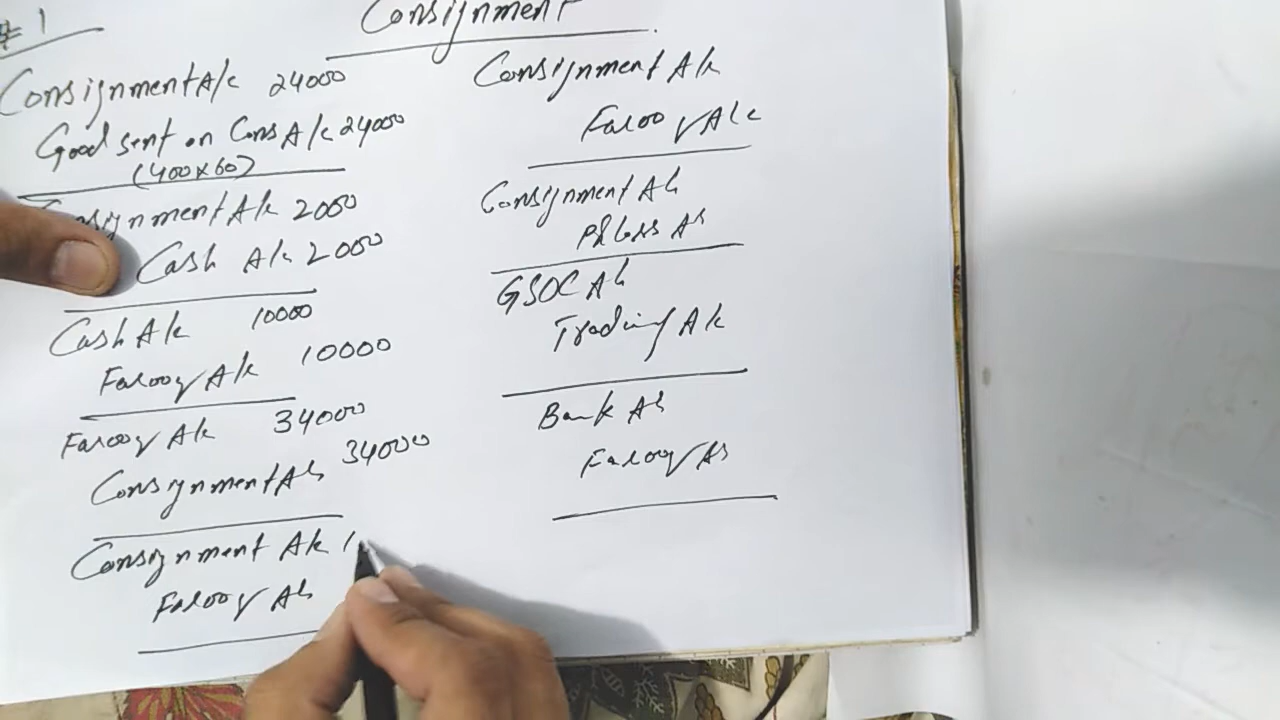 # 1
Consignment
Consignment A/c 24000
Good sent on Cons A/c 24000
(400x60)
Consignment A/c 2000
Cash A/c 2000
Cash A/c 10000
Farooq A/c 10000
Farooq A/c 34000
Consignment A/c 34000
Consignment A/c 1
Farooq A/c
Consignment A/c
Farooq A/c
Consignment A/c
P& Loss A/c
GSOC A/c
Trading A/c
Bank A/c
Farooq A/c